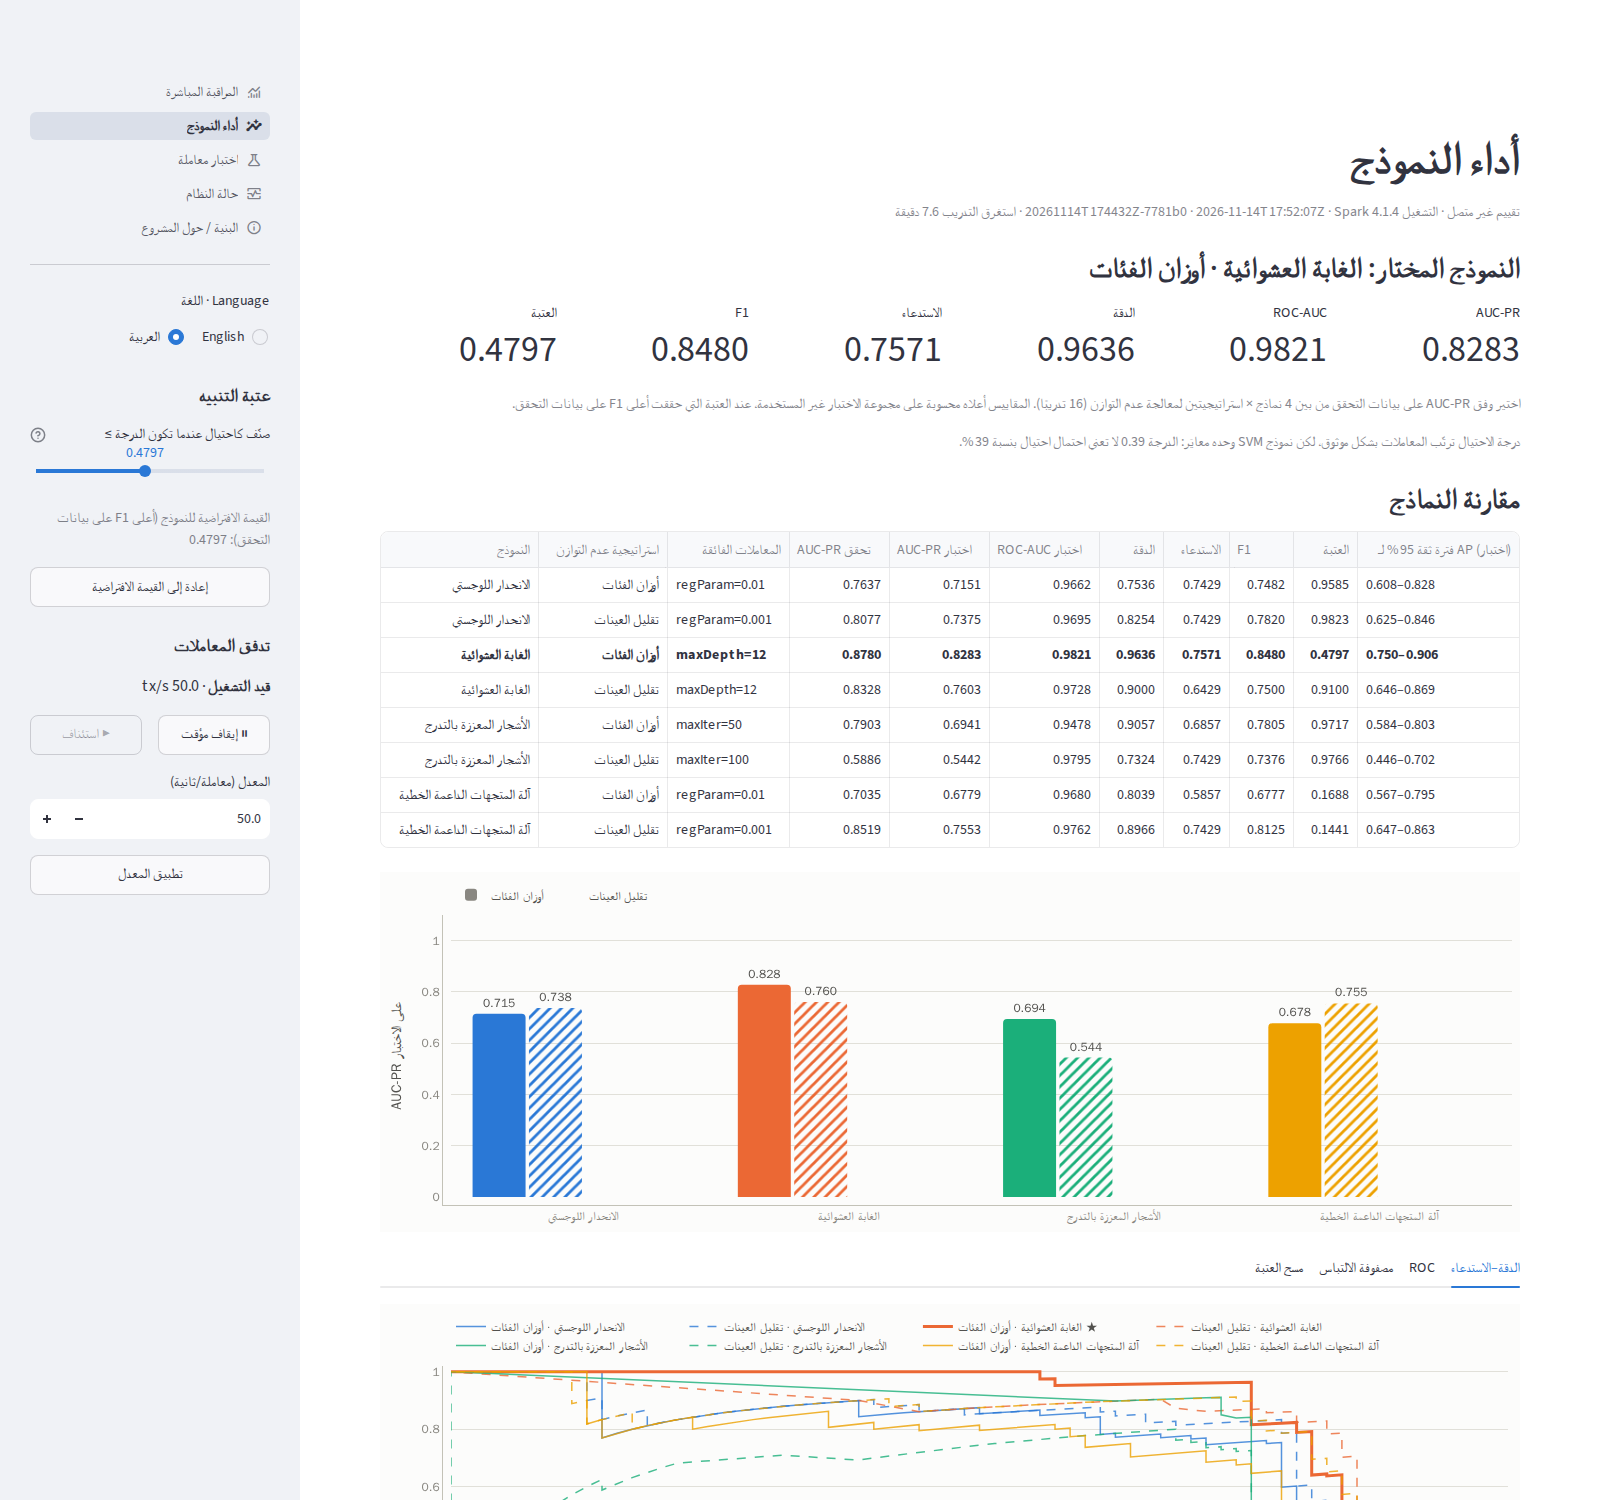 المراقبة المباشرة
أداء النموذج
اختبار معاملة
حالة النظام
البنية / حول المشروع
اللغة · Language
English العربية
عتبة التنبيه
صنّف كاحتيال عندما تكون الدرجة ≥
0.4797
القيمة الافتراضية للنموذج (أعلى F1 على بيانات
التحقق): 0.4797
إعادة إلى القيمة الافتراضية
تدفق المعاملات
قيد التشغيل · 50.0 tx/s
⏸ إيقاف مؤقت ▶ استئناف
المعدل (معاملة/ثانية)
50.0 − +
تطبيق المعدل
أداء النموذج
تقييم غير متصل · التشغيل 20261114T174432Z-7781b0 · 2026-11-14T17:52:07Z · Spark 4.1.4 · استغرق التدريب 7.6 دقيقة
النموذج المختار: الغابة العشوائية · أوزان الفئات
AUC-PR ROC-AUC الدقة الاستدعاء F1 العتبة
0.8283 0.9821 0.9636 0.7571 0.8480 0.4797
اختير وفق AUC-PR على بيانات التحقق من بين 4 نماذج × استراتيجيتين لمعالجة عدم التوازن (16 تدريبًا). المقاييس أعلاه محسوبة على مجموعة الاختبار غير المستخدمة، عند العتبة التي حققت أعلى F1 على بيانات التحقق.
درجة الاحتيال ترتّب المعاملات بشكل موثوق، لكن نموذج SVM وحده معايَر: الدرجة 0.39 لا تعني احتمال احتيال بنسبة 39%.
مقارنة النماذج
النموذج استراتيجية عدم التوازن المعاملات الفائقة AUC-PR تحقق AUC-PR اختبار ROC-AUC اختبار الدقة الاستدعاء F1 العتبة فترة ثقة 95% لـ AP (اختبار)
الانحدار اللوجستي أوزان الفئات regParam=0.01 0.7637 0.7151 0.9662 0.7536 0.7429 0.7482 0.9585 0.608–0.828
الانحدار اللوجستي تقليل العينات regParam=0.001 0.8077 0.7375 0.9695 0.8254 0.7429 0.7820 0.9823 0.625–0.846
الغابة العشوائية أوزان الفئات maxDepth=12 0.8780 0.8283 0.9821 0.9636 0.7571 0.8480 0.4797 0.750–0.906
الغابة العشوائية تقليل العينات maxDepth=12 0.8328 0.7603 0.9728 0.9000 0.6429 0.7500 0.9100 0.646–0.869
الأشجار المعززة بالتدرج أوزان الفئات maxIter=50 0.7903 0.6941 0.9478 0.9057 0.6857 0.7805 0.9717 0.584–0.803
الأشجار المعززة بالتدرج تقليل العينات maxIter=100 0.5886 0.5442 0.9795 0.7324 0.7429 0.7376 0.9766 0.446–0.702
آلة المتجهات الداعمة الخطية أوزان الفئات regParam=0.01 0.7035 0.6779 0.9680 0.8039 0.5857 0.6777 0.1688 0.567–0.795
آلة المتجهات الداعمة الخطية تقليل العينات regParam=0.001 0.8519 0.7553 0.9762 0.8966 0.7429 0.8125 0.1441 0.647–0.863
أوزان الفئات تقليل العينات
AUC-PR على الاختبار
1
0.8
0.6
0.4
0.2
0
0.715 0.738 0.828 0.760 0.694 0.544 0.678 0.755
الانحدار اللوجستي الغابة العشوائية الأشجار المعززة بالتدرج آلة المتجهات الداعمة الخطية
الدقة–الاستدعاء ROC مصفوفة الالتباس مسح العتبة
الانحدار اللوجستي · أوزان الفئات الانحدار اللوجستي · تقليل العينات ★ الغابة العشوائية · أوزان الفئات الغابة العشوائية · تقليل العينات
الأشجار المعززة بالتدرج · أوزان الفئات الأشجار المعززة بالتدرج · تقليل العينات آلة المتجهات الداعمة الخطية · أوزان الفئات آلة المتجهات الداعمة الخطية · تقليل العينات
1
0.8
0.6